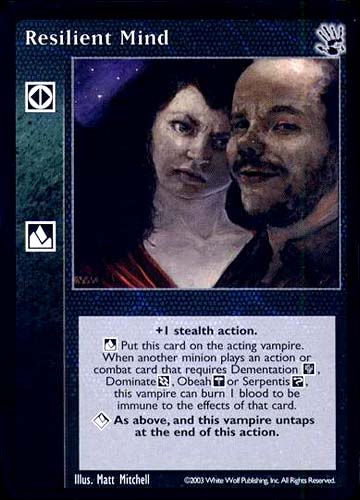 Resilient Mind
+1 stealth action.
Put this card on the acting vampire.
When another minion plays an action or
combat card that requires Dementation ,
Dominate , Obeah or Serpentis ,
this vampire can burn 1 blood to be
immune to the effects of that card.
As above, and this vampire untaps
at the end of this action.
Illus. Matt Mitchell
©2003 White Wolf Publishing, Inc. All Rights Reserved.